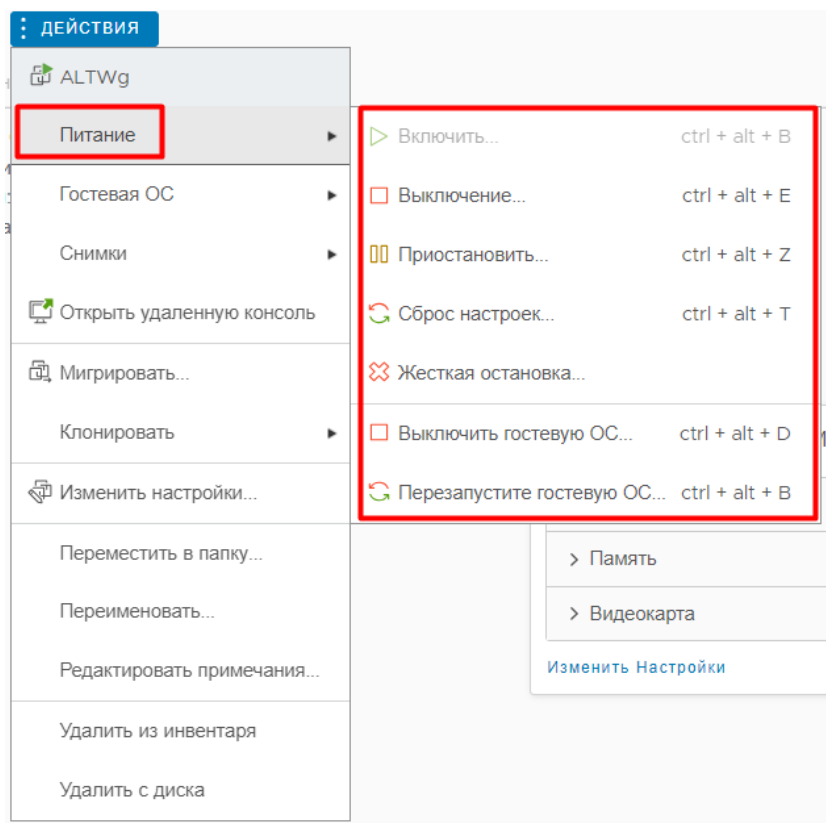 ДЕЙСТВИЯ
ALTWg
Питание
Включить... ctrl + alt + B
Гостевая ОС
Выключение... ctrl + alt + E
Снимки
Приостановить... ctrl + alt + Z
Открыть удаленную консоль
Сброс настроек... ctrl + alt + T
Мигрировать...
Жесткая остановка...
Клонировать
Выключить гостевую ОС... ctrl + alt + D
Изменить настройки...
Перезапустите гостевую ОС... ctrl + alt + B
Переместить в папку...
Память
Переименовать...
Видеокарта
Редактировать примечания...
Изменить Настройки
Удалить из инвентаря
Удалить с диска